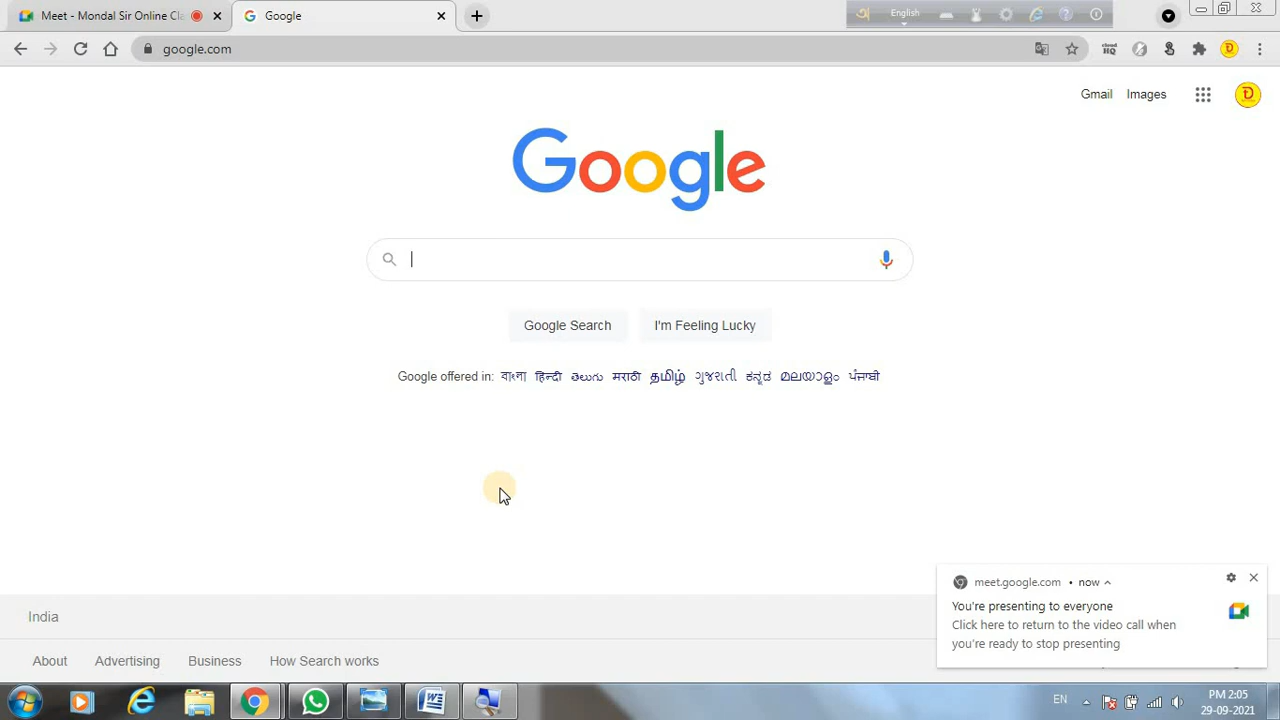 Meet - Mondal Sir Online Cla
Google
English
google.com
Gmail Images
Google
Google Search I'm Feeling Lucky
Google offered in: বাংলা हिन्दी తెలుగు मराठी தமிழ் ગુજરાતી ಕನ್ನಡ മലയാളം ਪੰਜਾਬੀ
meet.google.com • now
You're presenting to everyone
Click here to return to the video call when
you're ready to stop presenting
India
About Advertising Business How Search works
EN
PM 2:05
29-09-2021